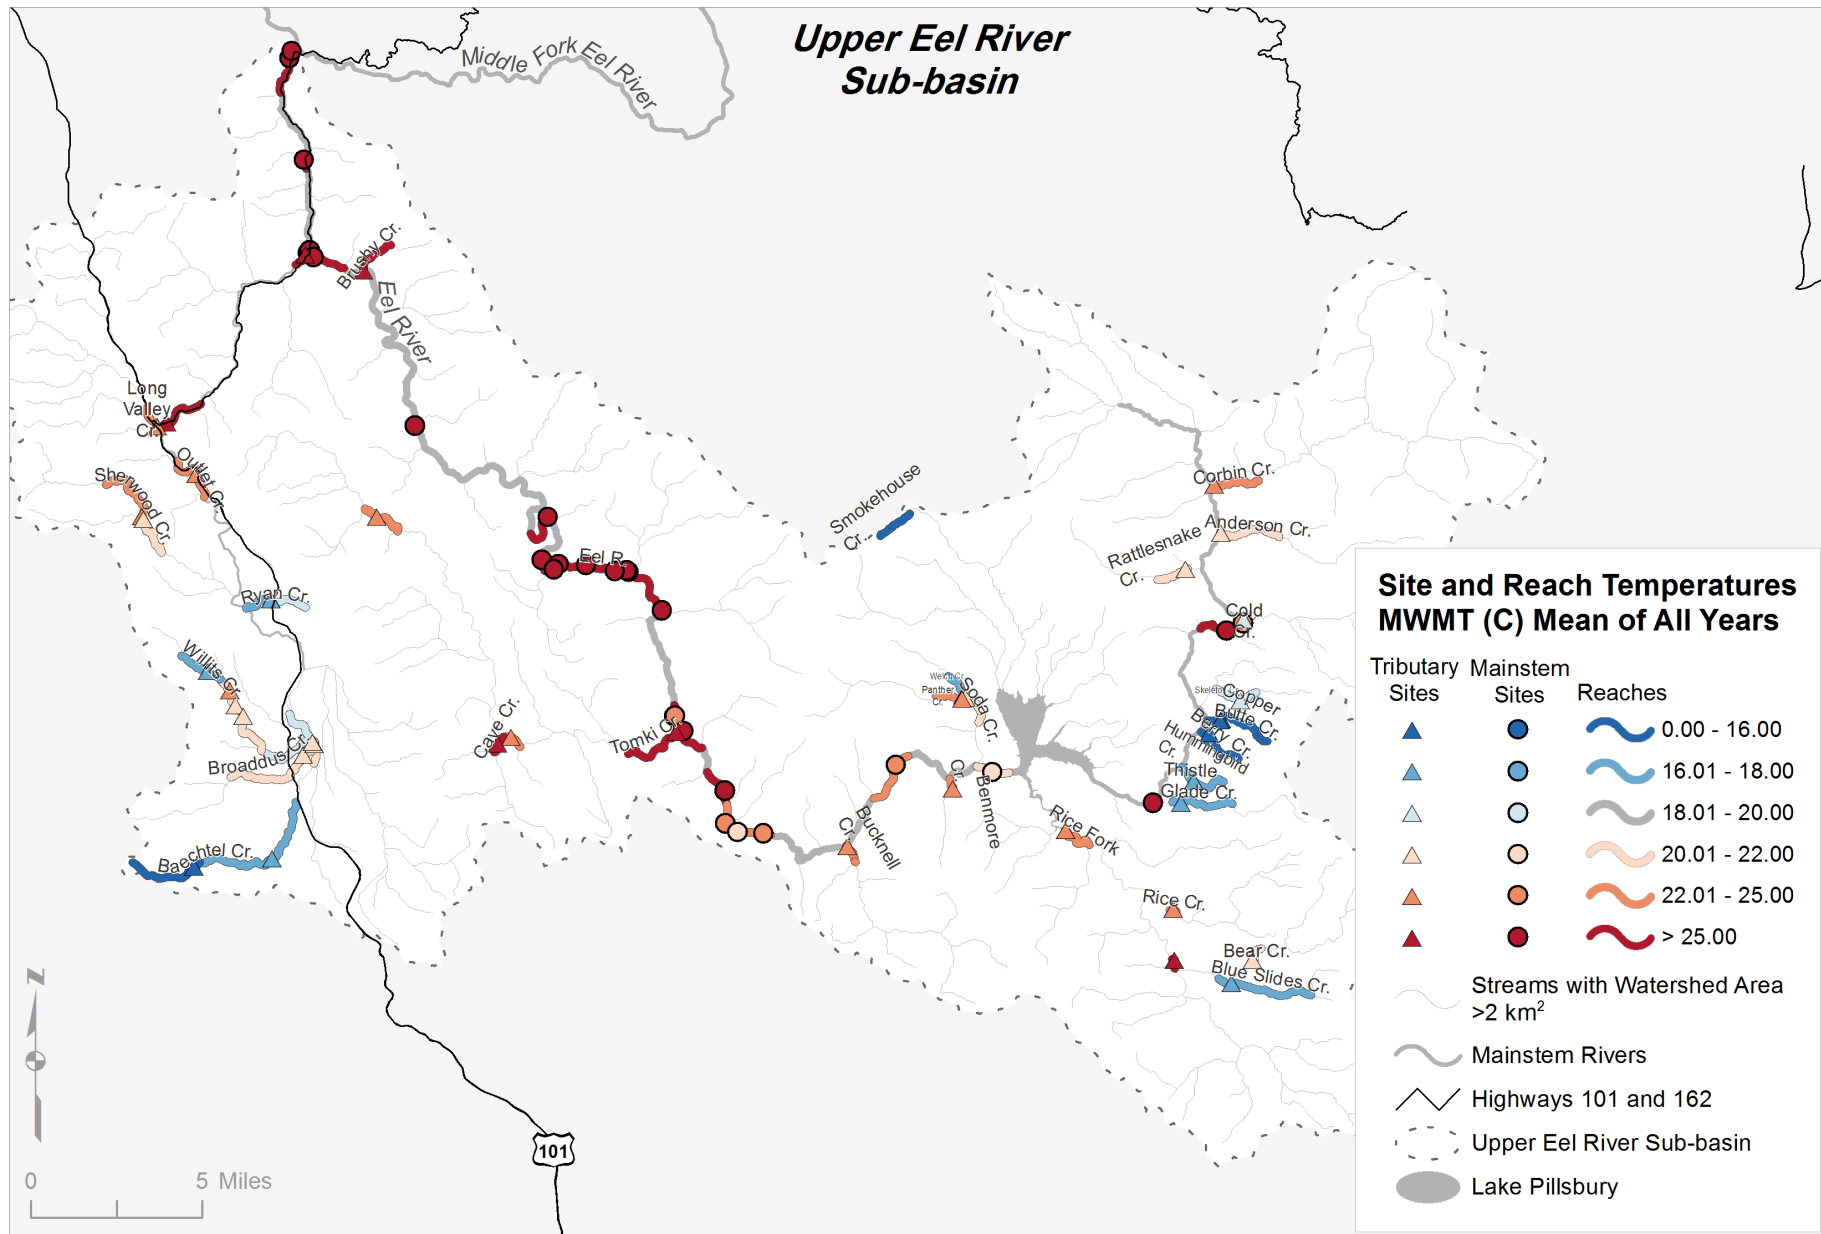 Upper Eel River
Sub-basin
Middle Fork Eel River
Brushy Cr.
Eel River
Long
Valley
Cr.
Outlet Cr.
Sherwood Cr.
Smokehouse
Cr.
Corbin Cr.
Anderson Cr.
Rattlesnake
Cr.
Eel R.
Ryan Cr.
Cold
Cr.
Willits Cr.
Welch Cr.
Panther
Cr.
Soda Cr.
Copper
Butte Cr.
Berry Cr.
Hummingbird
Cr.
Cave Cr.
Tomki Cr.
Broaddus Cr.
Thistle
Glade Cr.
Benmore
Cr.
Bucknell
Cr.
Rice Fork
Baechtel Cr.
Rice Cr.
Bear Cr.
Blue Slides Cr.
Site and Reach Temperatures
MWMT (C) Mean of All Years
Tributary
Sites
Mainstem
Sites
Reaches
0.00 - 16.00
16.01 - 18.00
18.01 - 20.00
20.01 - 22.00
22.01 - 25.00
> 25.00
Streams with Watershed Area
>2 km²
Mainstem Rivers
Highways 101 and 162
Upper Eel River Sub-basin
Lake Pillsbury
Z
0
5 Miles
101